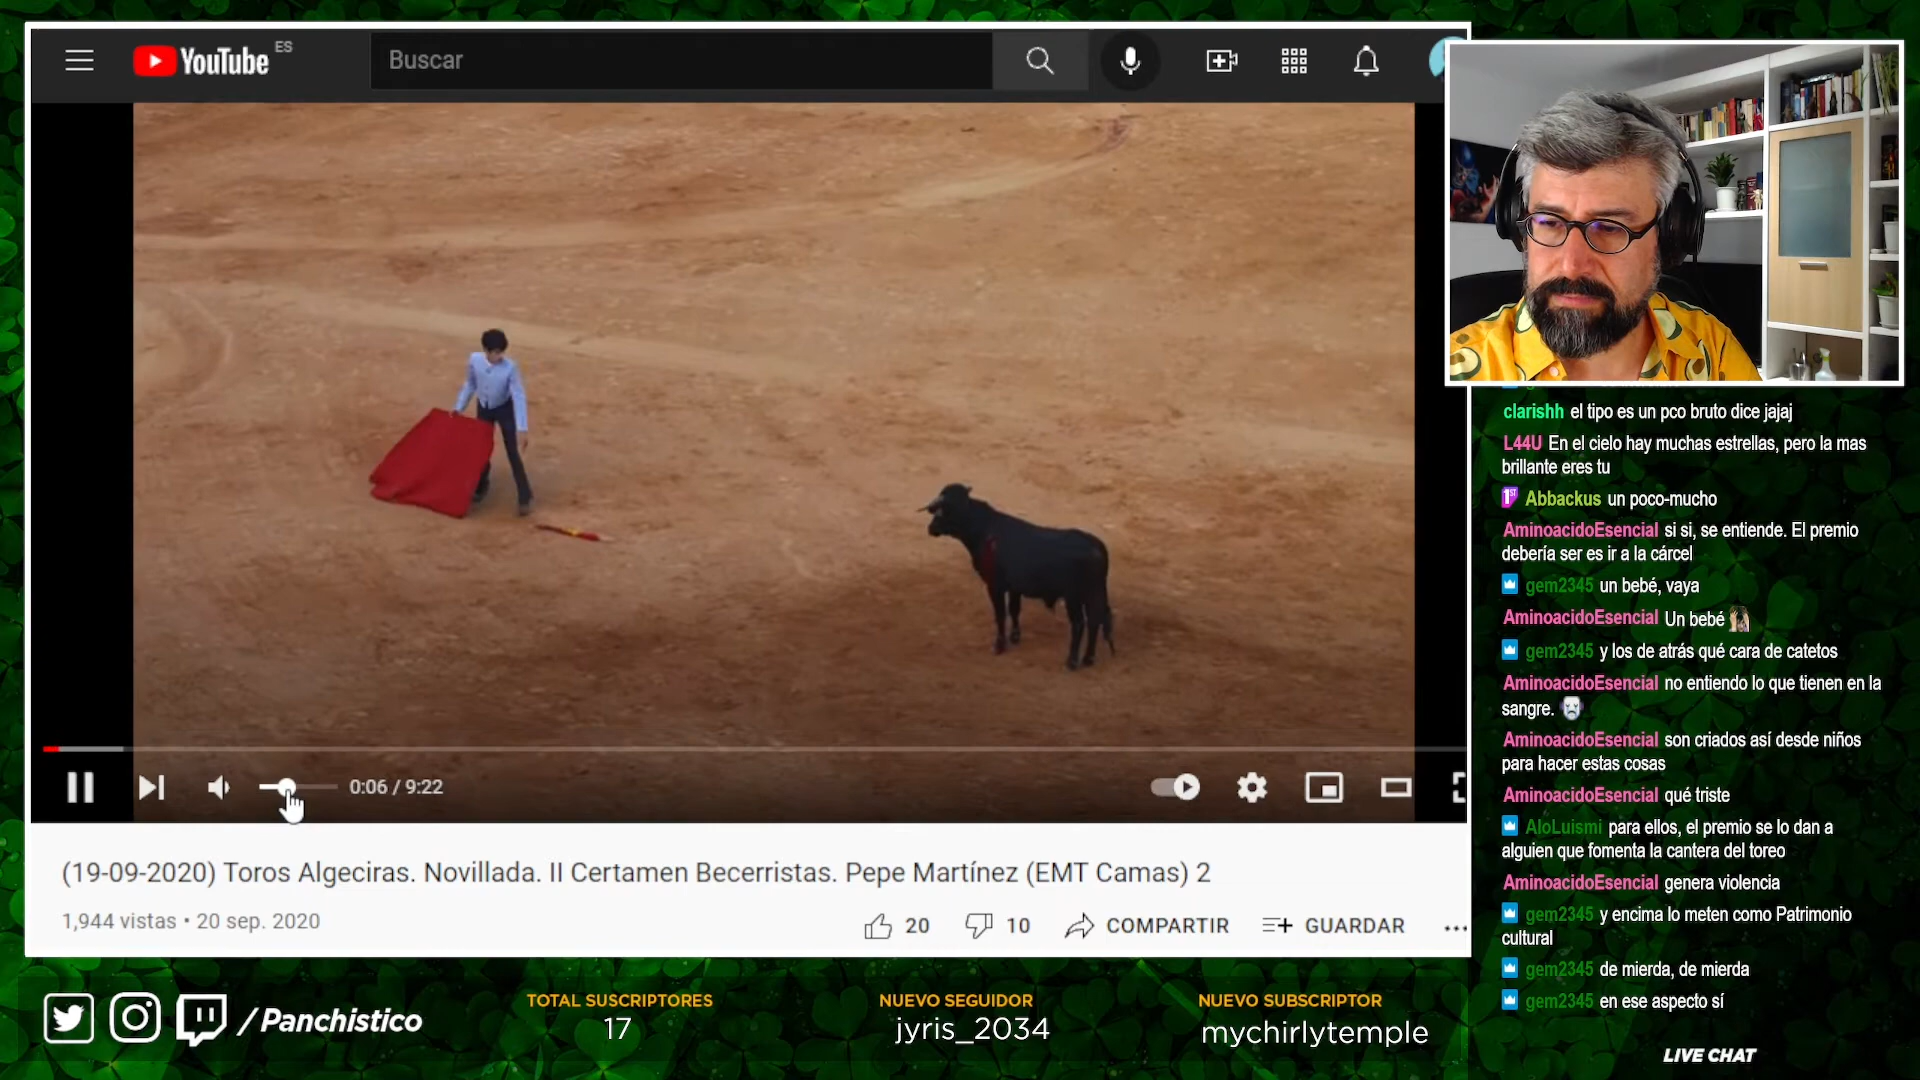 YouTube ES
Buscar
0:06 / 9:22
(19-09-2020) Toros Algeciras. Novillada. II Certamen Becerristas. Pepe Martínez (EMT Camas) 2
1,944 vistas • 20 sep. 2020
20
10
COMPARTIR
GUARDAR
clarishh el tipo es un pco bruto dice jajaj
L44U En el cielo hay muchas estrellas, pero la mas
brillante eres tu
1ST Abbackus un poco-mucho
AminoacidoEsencial si si, se entiende. El premio
debería ser es ir a la cárcel
gem2345 un bebé, vaya
AminoacidoEsencial Un bebé
gem2345 y los de atrás qué cara de catetos
AminoacidoEsencial no entiendo lo que tienen en la
sangre.
AminoacidoEsencial son criados así desde niños
para hacer estas cosas
AminoacidoEsencial qué triste
AloLuismi para ellos, el premio se lo dan a
alguien que fomenta la cantera del toreo
AminoacidoEsencial genera violencia
gem2345 y encima lo meten como Patrimonio
cultural
gem2345 de mierda, de mierda
gem2345 en ese aspecto sí
LIVE CHAT
/Panchistico
TOTAL SUSCRIPTORES
17
NUEVO SEGUIDOR
jyris_2034
NUEVO SUBSCRIPTOR
mychirlytemple